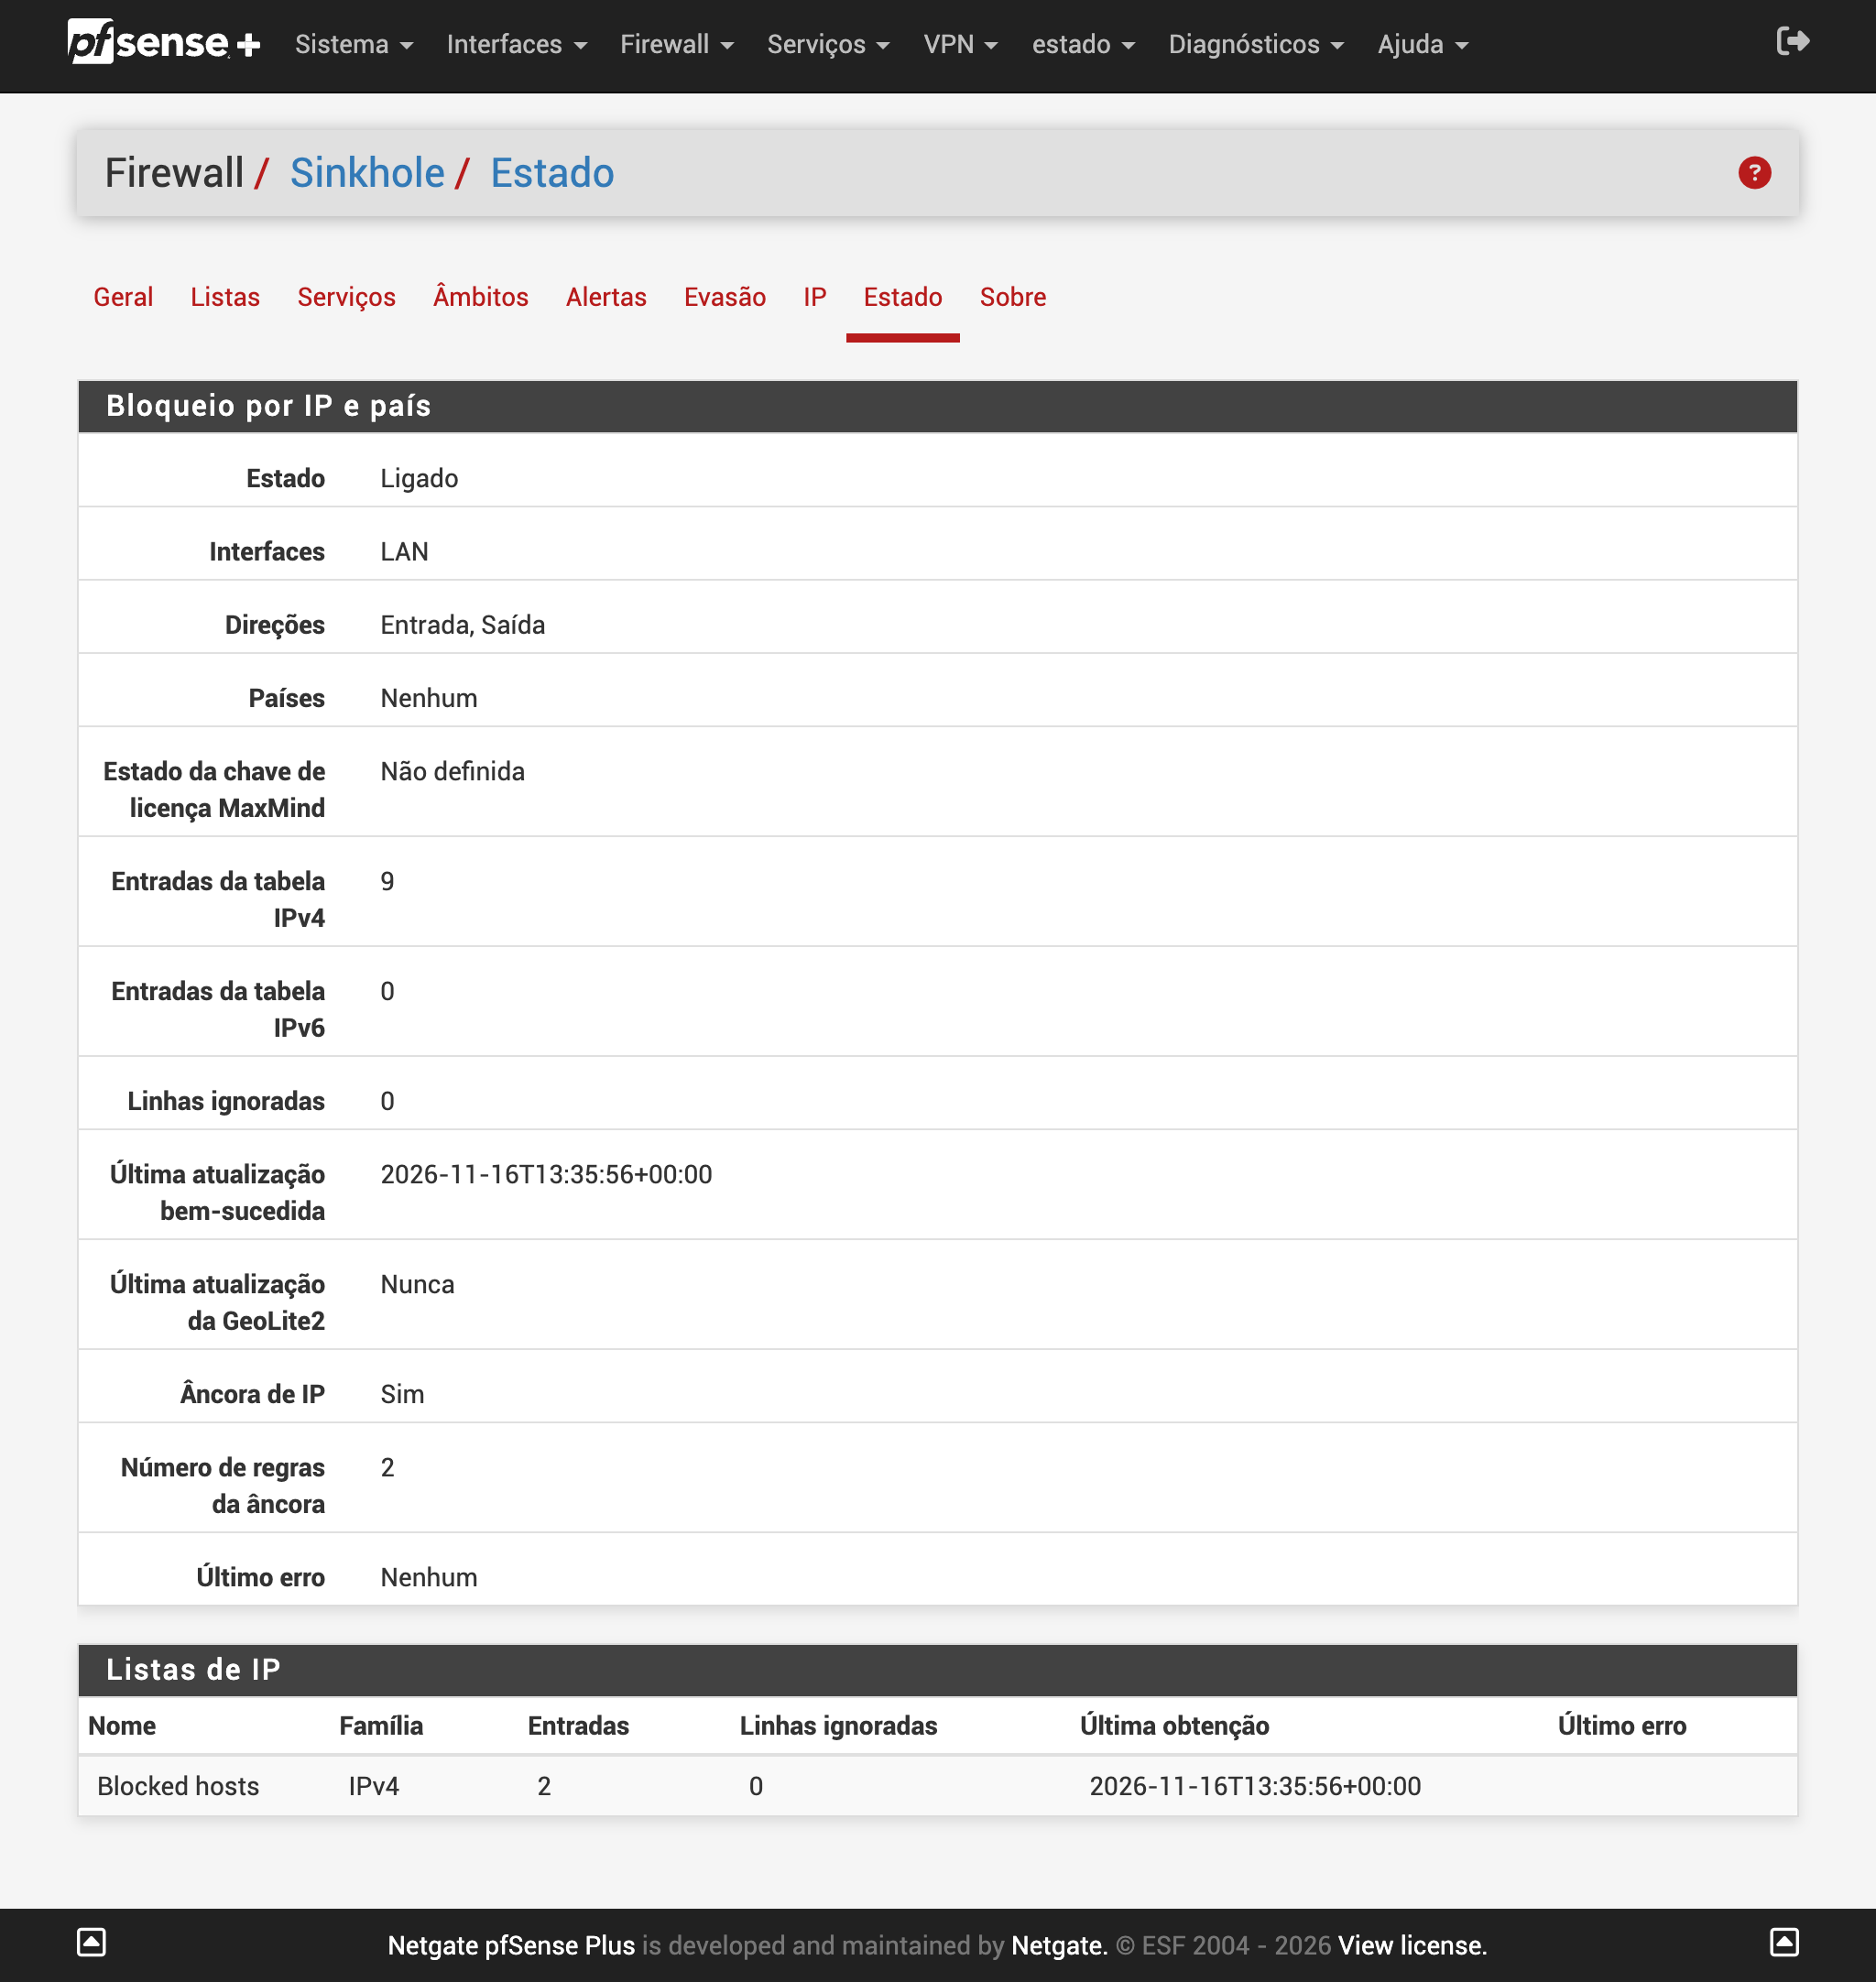 pfsense +
Sistema Interfaces Firewall Serviços VPN estado Diagnósticos Ajuda
Firewall / Sinkhole / Estado
?
Geral Listas Serviços Âmbitos Alertas Evasão IP Estado Sobre
Bloqueio por IP e país
Estado Ligado
Interfaces LAN
Direções Entrada, Saída
Países Nenhum
Estado da chave de Não definida
licença MaxMind
Entradas da tabela 9
IPv4
Entradas da tabela 0
IPv6
Linhas ignoradas 0
Última atualização 2026-11-16T13:35:56+00:00
bem-sucedida
Última atualização Nunca
da GeoLite2
Âncora de IP Sim
Número de regras 2
da âncora
Último erro Nenhum
Listas de IP
Nome Família Entradas Linhas ignoradas Última obtenção Último erro
Blocked hosts IPv4 2 0 2026-11-16T13:35:56+00:00
Netgate pfSense Plus is developed and maintained by Netgate. © ESF 2004 - 2026 View license.